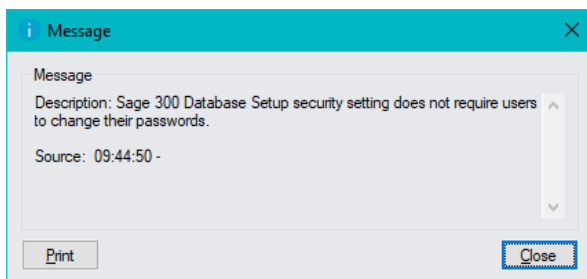 Message
Message
Description: Sage 300 Database Setup security setting does not require users
to change their passwords.
Source: 09:44:50 -
Print
Close